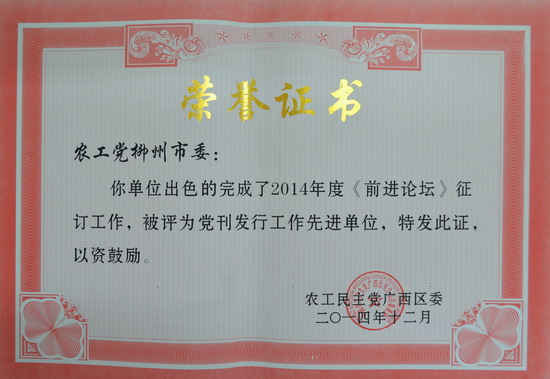 荣誉证书
农工党柳州市委：
你单位出色的完成了2014年度《前进论坛》征
订工作，被评为党刊发行工作先进单位，特发此证，
以资鼓励。
农工民主党广西区委
二〇一四年十二月